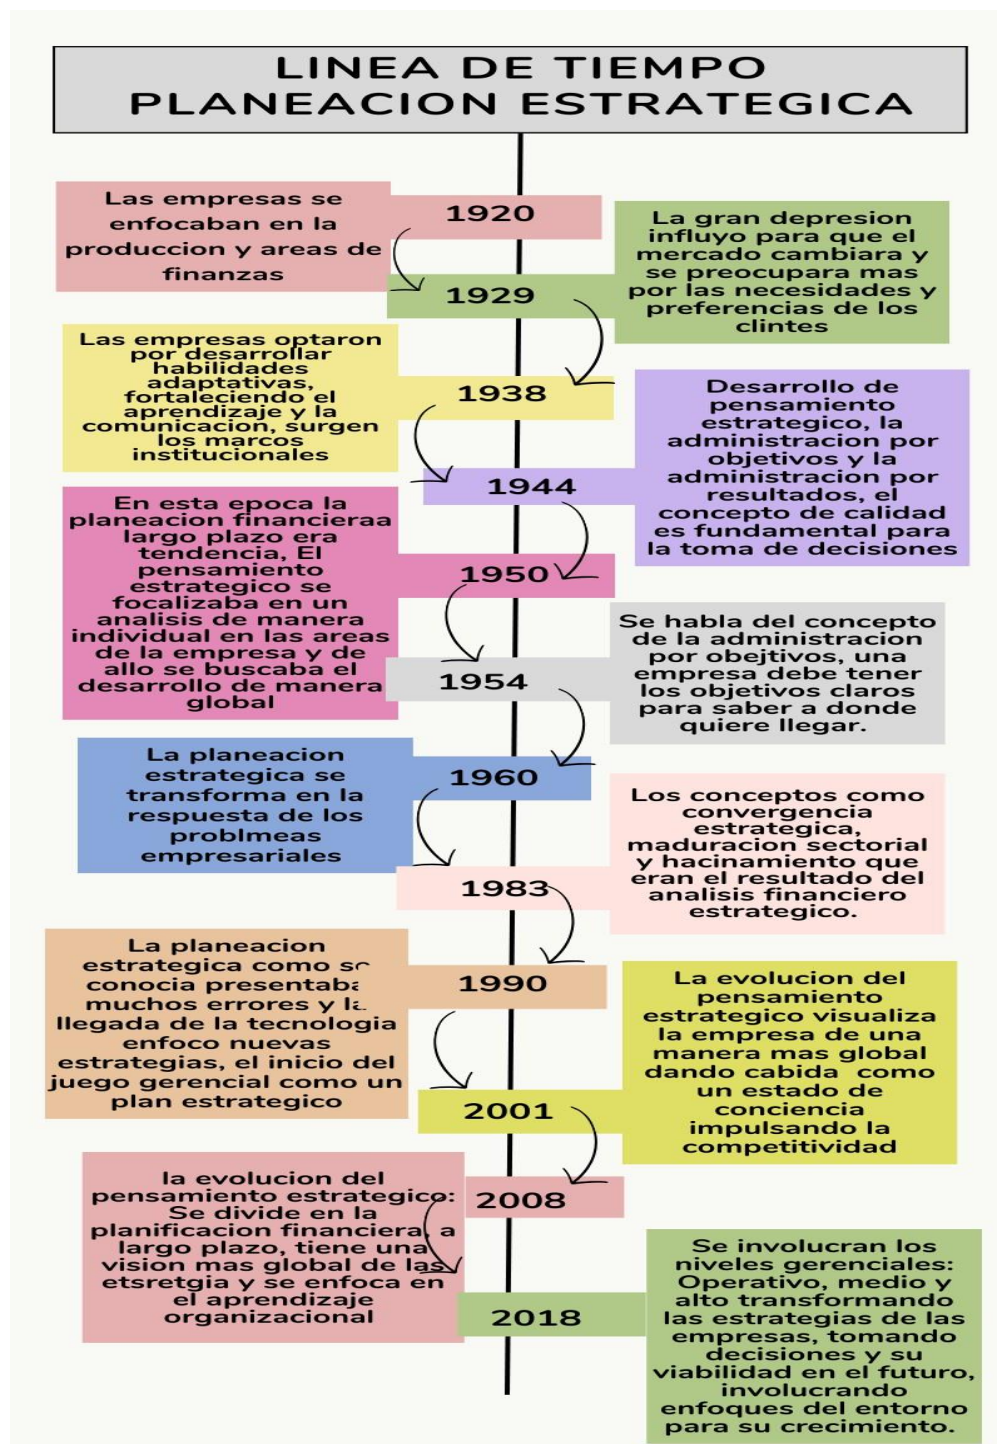 LINEA DE TIEMPO
PLANEACION ESTRATEGICA
Las empresas se
enfocaban en la
produccion y areas de
finanzas
1920
La gran depresion
influyo para que el
mercado cambiara y
se preocupara mas
por las necesidades y
preferencias de los
clintes
1929
Las empresas optaron
por desarrollar
habilidades
adaptativas,
fortaleciendo el
aprendizaje y la
comunicacion, surgen
los marcos
institucionales
1938
Desarrollo de
pensamiento
estrategico, la
administracion por
objetivos y la
administracion por
resultados, el
concepto de calidad
es fundamental para
la toma de decisiones
1944
En esta epoca la
planeacion financieraa
largo plazo era
tendencia, El
pensamiento
estrategico se
focalizaba en un
analisis de manera
individual en las areas
de la empresa y de
allo se buscaba el
desarrollo de manera
global
1950
Se habla del concepto
de la administracion
por obejtivos, una
empresa debe tener
los objetivos claros
para saber a donde
quiere llegar.
1954
La planeacion
estrategica se
transforma en la
respuesta de los
problmeas
empresariales
1960
Los conceptos como
convergencia
estrategica,
maduracion sectorial
y hacinamiento que
eran el resultado del
analisis financiero
estrategico.
1983
La planeacion
estrategica como se
conocia presentaba
muchos errores y la
llegada de la tecnologia
enfoco nuevas
estrategias, el inicio del
juego gerencial como un
plan estrategico
1990
La evolucion del
pensamiento
estrategico visualiza
la empresa de una
manera mas global
dando cabida como
un estado de
conciencia
impulsando la
competitividad
2001
la evolucion del
pensamiento estrategico:
Se divide en la
planificacion financiera, a
largo plazo, tiene una
vision mas global de las
etsretgia y se enfoca en
el aprendizaje
organizacional
2008
Se involucran los
niveles gerenciales:
Operativo, medio y
alto transformando
las estrategias de las
empresas, tomando
decisiones y su
viabilidad en el futuro,
involucrando
enfoques del entorno
para su crecimiento.
2018